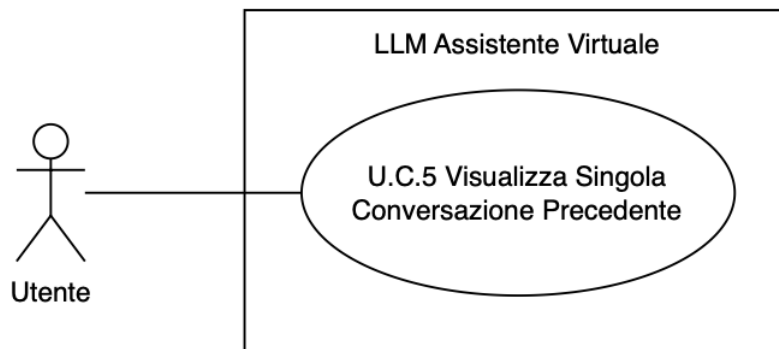 LLM Assistente Virtuale
U.C.5 Visualizza Singola
Conversazione Precedente
Utente